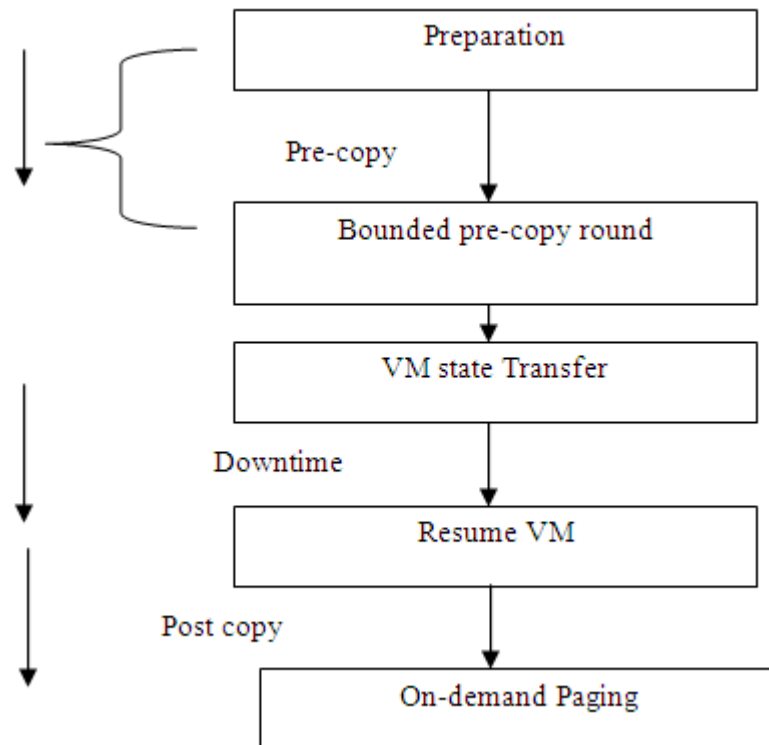 Preparation
Pre-copy
Bounded pre-copy round
VM state Transfer
Downtime
Resume VM
Post copy
On-demand Paging